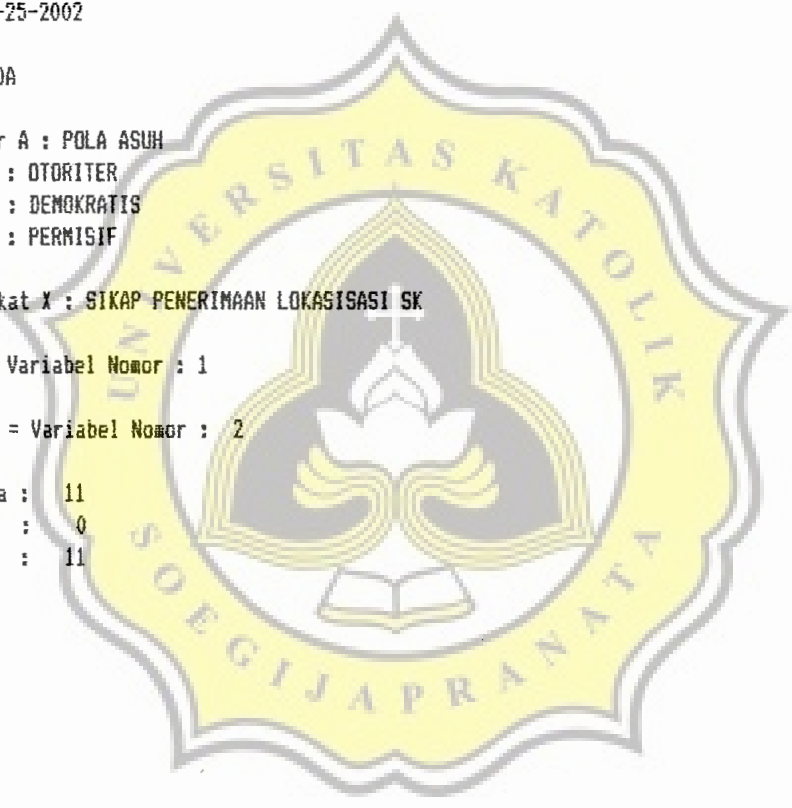 -25-2002
DA
r A : POLA ASUH
: OTORITER
: DEMOKRATIS
: PERMISIF
kat X : SIKAP PENERIMAAN LOKASISASI SK
Variabel Nomor : 1
= Variabel Nomor : 2
a : 11
: 0
: 11
UNIVERSITAS KATOLIK
SOEGIJAPRANATA